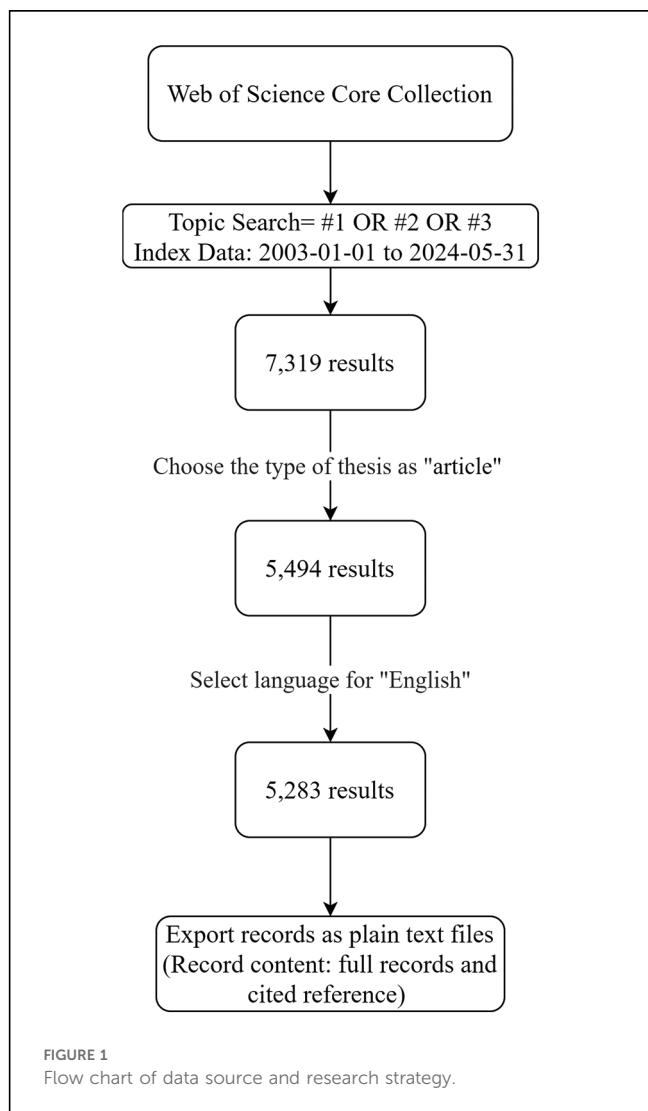 Web of Science Core Collection
Topic Search= #1 OR #2 OR #3
Index Data: 2003-01-01 to 2024-05-31
7,319 results
Choose the type of thesis as "article"
5,494 results
Select language for "English"
5,283 results
Export records as plain text files
(Record content: full records and
cited reference)
FIGURE 1
Flow chart of data source and research strategy.